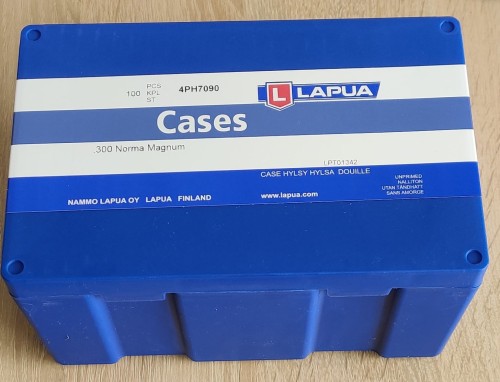 100 PCS KPL ST 4PH7090
L LAPUA
Cases
.300 Norma Magnum
LPT01342
CASE HYLSY HYLSA DOUILLE
UNPRIMED
NALLITON
UTAN TÄNDHATT
SANS AMORCE
NAMMO LAPUA OY LAPUA FINLAND
www.lapua.com